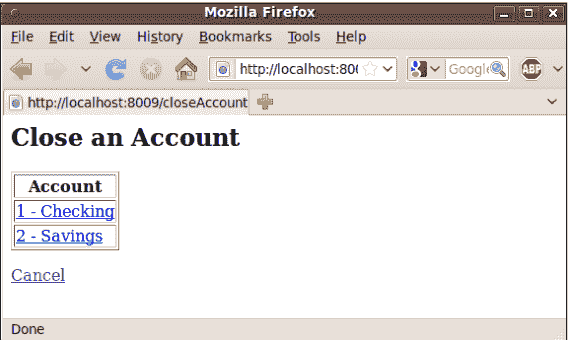 Mozilla Firefox
File Edit View History Bookmarks Tools Help
http://localhost:800 Google ABP
http://localhost:8009/closeAccount
Close an Account
Account
1 - Checking
2 - Savings
Cancel
Done